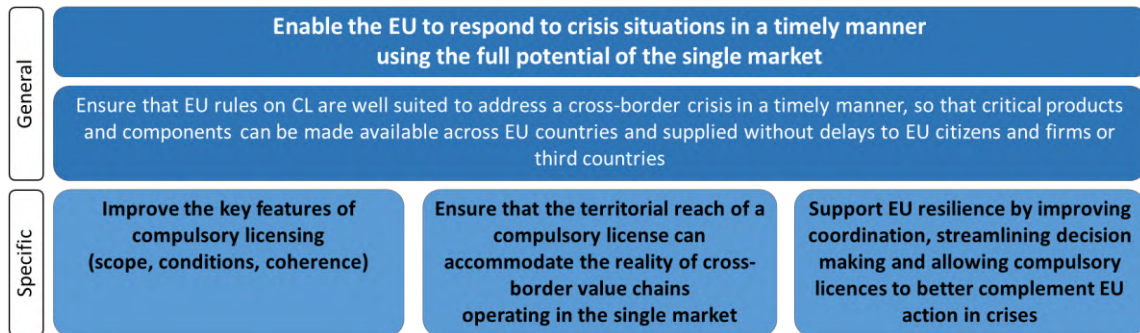 General
Enable the EU to respond to crisis situations in a timely manner
using the full potential of the single market
Ensure that EU rules on CL are well suited to address a cross-border crisis in a timely manner, so that critical products
and components can be made available across EU countries and supplied without delays to EU citizens and firms or
third countries
Specific
Improve the key features of
compulsory licensing
(scope, conditions, coherence)
Ensure that the territorial reach of a
compulsory license can
accommodate the reality of cross-
border value chains
operating in the single market
Support EU resilience by improving
coordination, streamlining decision
making and allowing compulsory
licences to better complement EU
action in crises